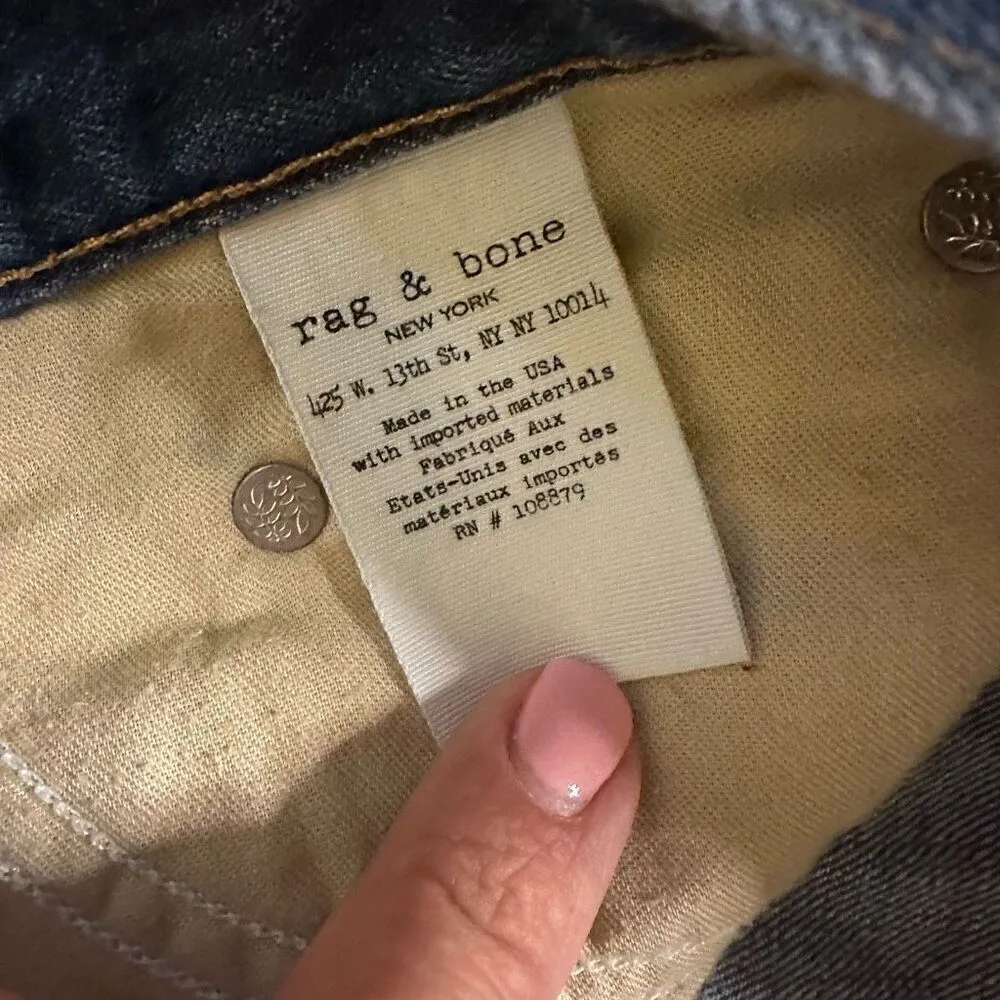 rag & bone
NEW YORK
425 W. 13th St, NY NY 10014
Made in the USA
with imported materials
Fabriqué Aux
Etats-Unis avec des
matériaux importés
RN # 108879